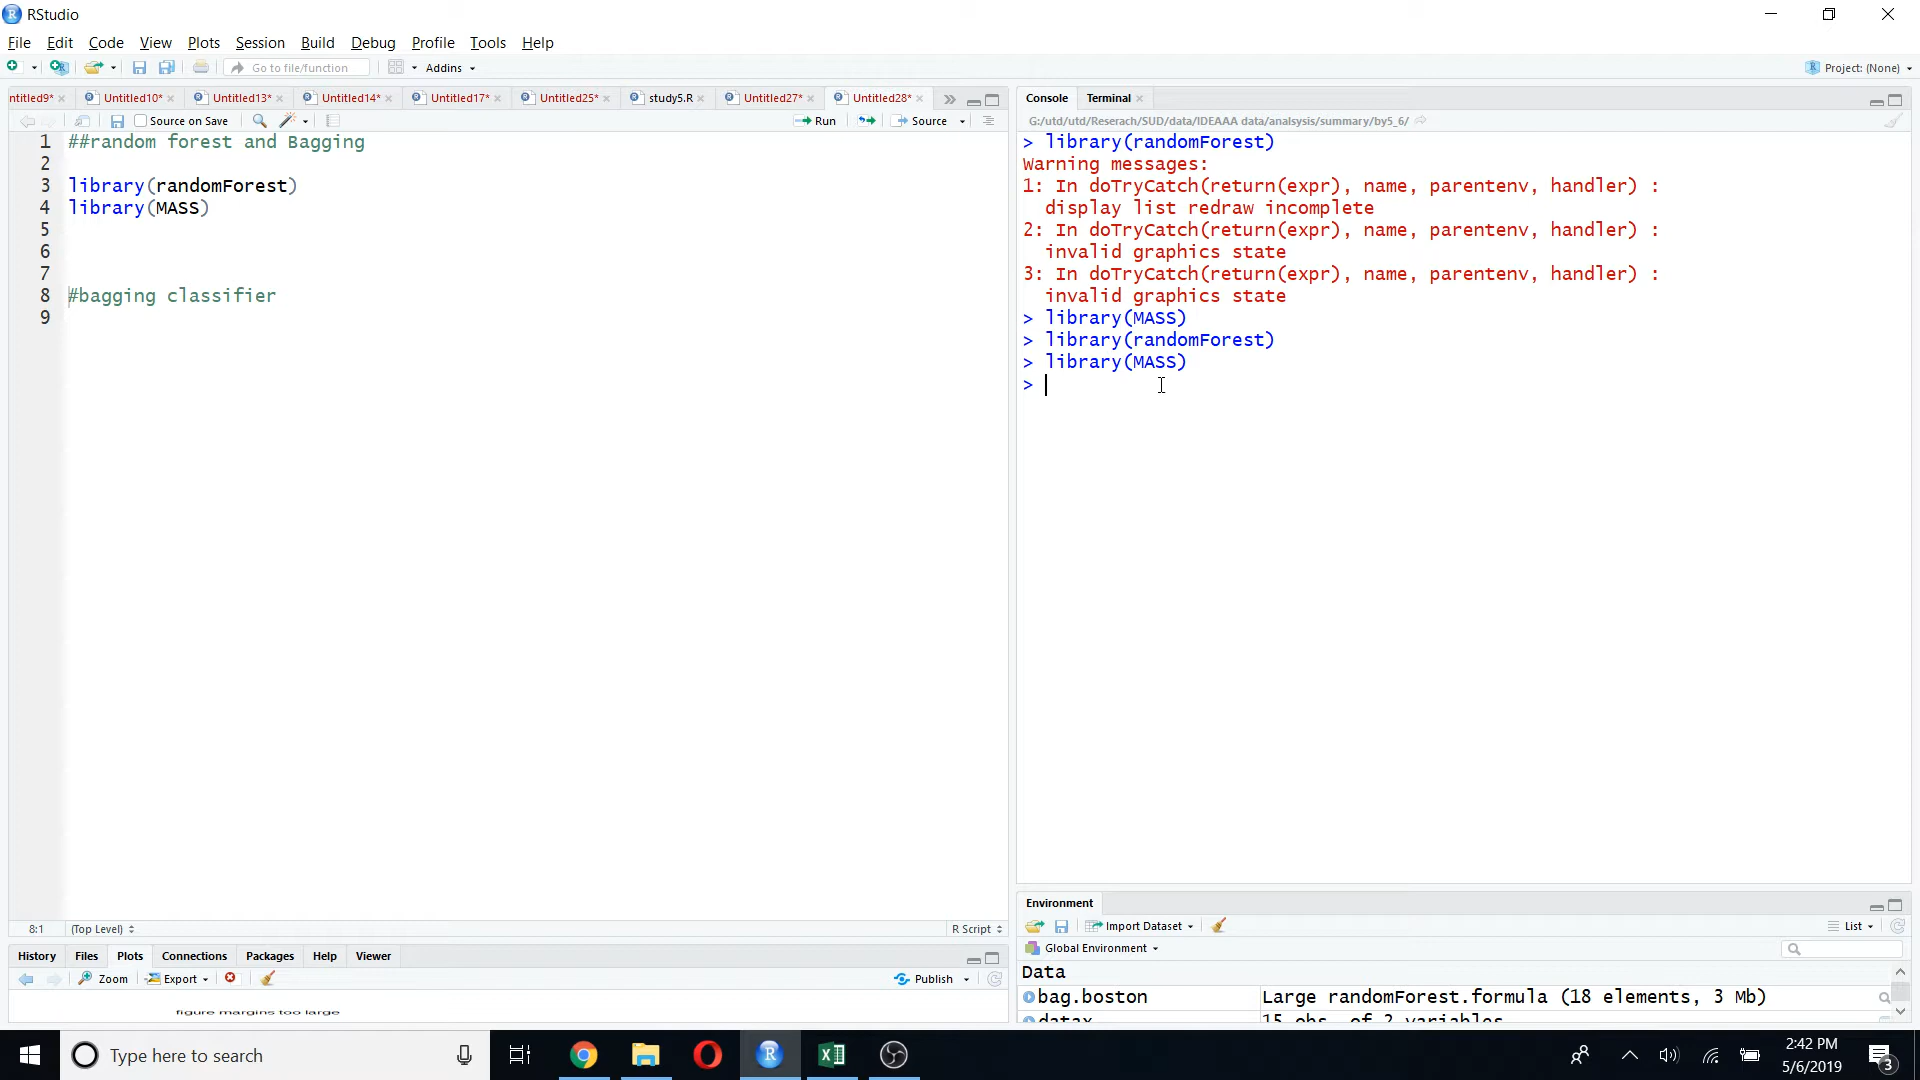 RStudio
File Edit Code View Plots Session Build Debug Profile Tools Help
Go to file/function Addins Project: (None)
ntitled9* Untitled10* Untitled13* Untitled14* Untitled17* Untitled25* study5.R Untitled27* Untitled28*
Source on Save Run Source
1 ##random forest and Bagging
2
3 library(randomForest)
4 library(MASS)
5
6
7
8 #bagging classifier
9
8:1 (Top Level) R Script
History Files Plots Connections Packages Help Viewer
Zoom Export Publish
figure margins too large
Console Terminal
G:/utd/utd/Reserach/SUD/data/IDEAAA data/analsysis/summary/by5_6/
> library(randomForest)
Warning messages:
1: In doTryCatch(return(expr), name, parentenv, handler) :
display list redraw incomplete
2: In doTryCatch(return(expr), name, parentenv, handler) :
invalid graphics state
3: In doTryCatch(return(expr), name, parentenv, handler) :
invalid graphics state
> library(MASS)
> library(randomForest)
> library(MASS)
>
Environment
Import Dataset List
Global Environment
Data
bag.boston Large randomForest.formula (18 elements, 3 Mb)
datax 15 obs. of 2 variables
Type here to search
2:42 PM
5/6/2019
3